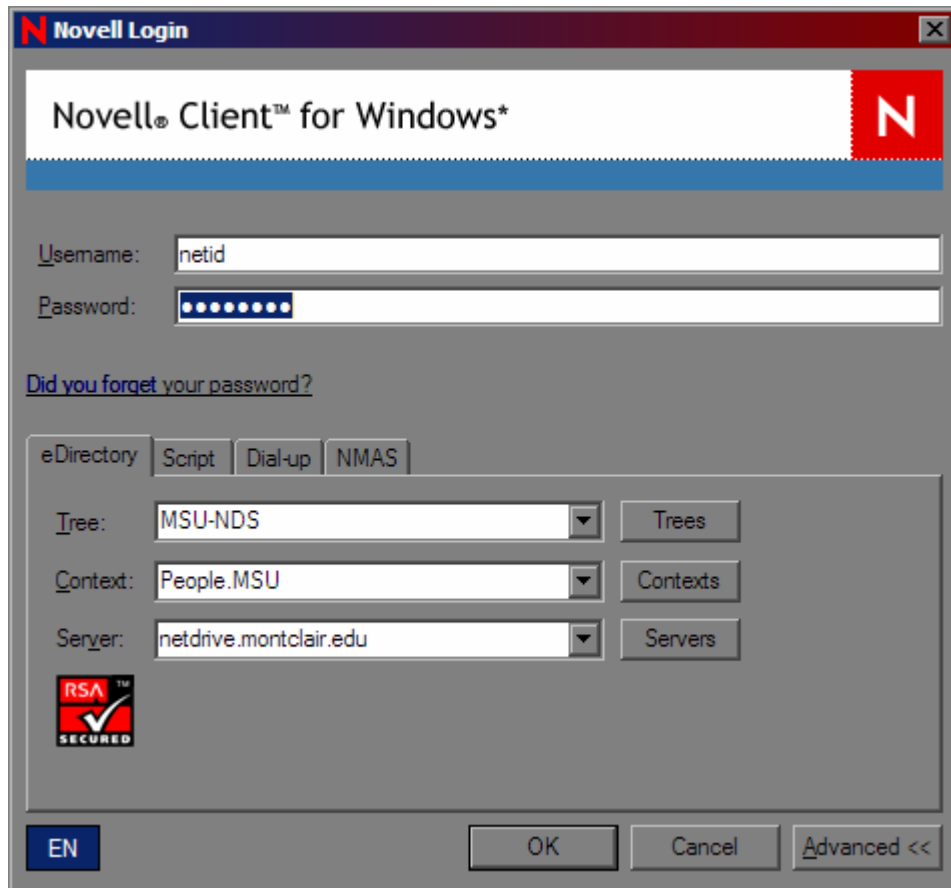 Novell Login
Novell® Client™ for Windows*
N
Username: netid
Password: ●●●●●●●●
Did you forget your password?
eDirectory Script Dial-up NMAS
Tree: MSU-NDS Trees
Context: People.MSU Contexts
Server: netdrive.montclair.edu Servers
RSA ™
SECURED
EN OK Cancel Advanced <<